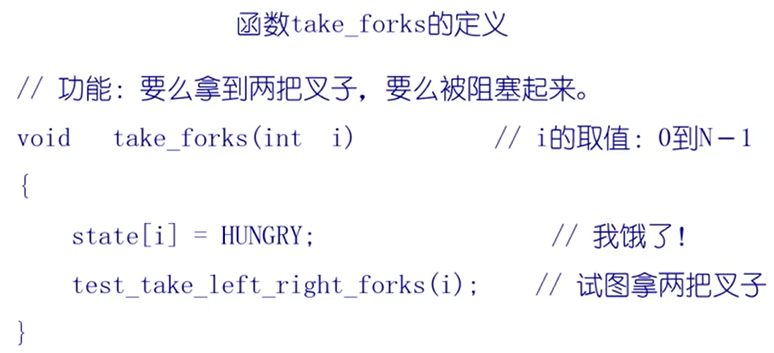 函数take_forks的定义
// 功能：要么拿到两把叉子，要么被阻塞起来。
void take_forks(int i) // i的取值：0到N－1
{
state[i] = HUNGRY; // 我饿了！
test_take_left_right_forks(i); // 试图拿两把叉子
}